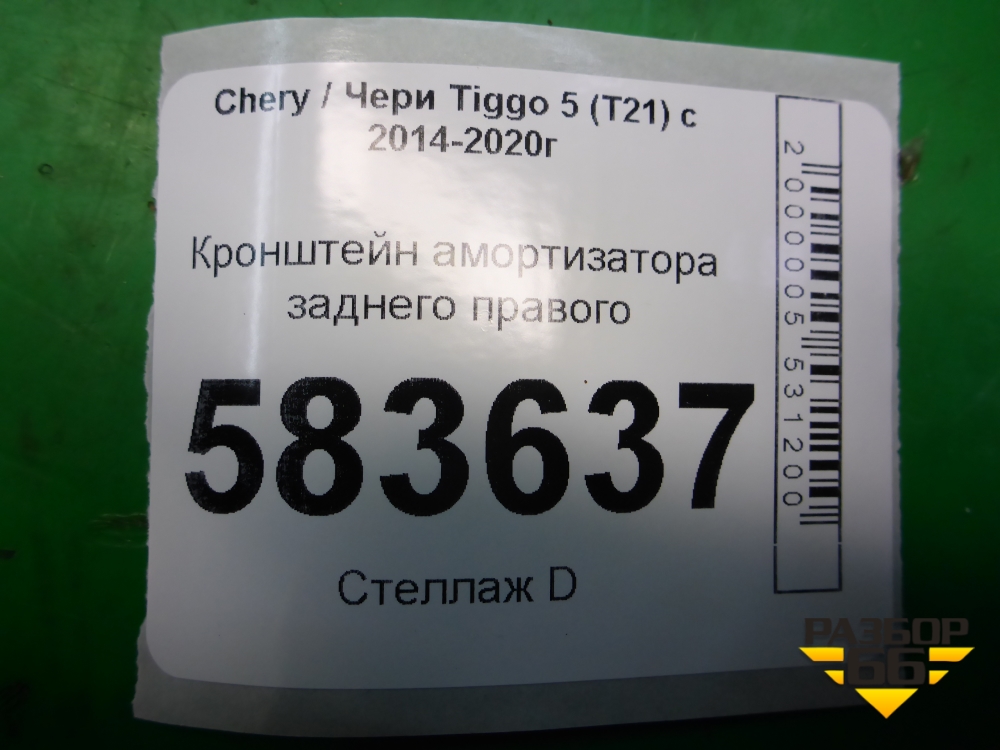 Chery / Чери Tiggo 5 (T21) с
2014-2020г
Кронштейн амортизатора
заднего правого
583637
Стеллаж D
2000005531200
РАЗБОР
66